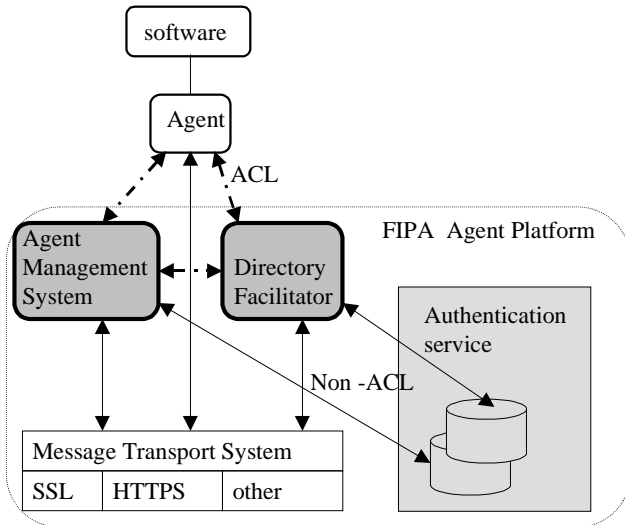 software
Agent
ACL
FIPA Agent Platform
Agent
Management
System
Directory
Facilitator
Authentication
service
Non -ACL
Message Transport System
SSL
HTTPS
other